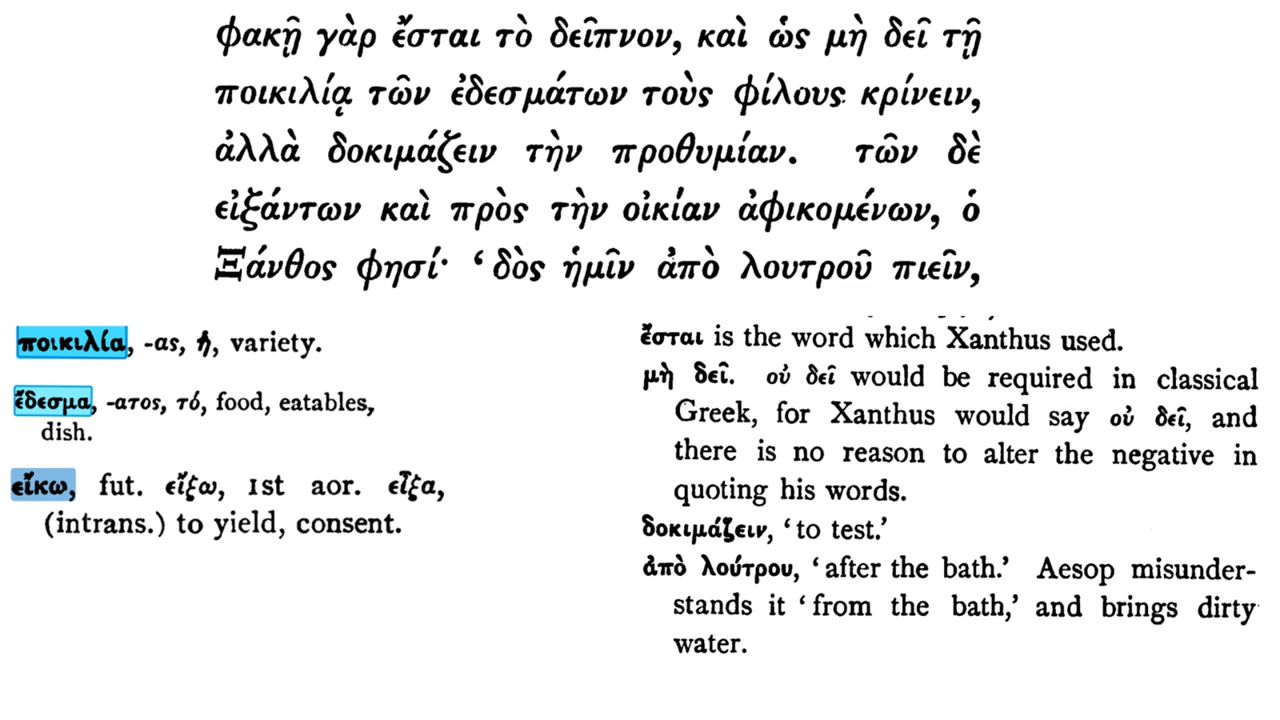 φακῆ γὰρ ἔσται τὸ δεῖπνον, καὶ ὡς μὴ δεῖ τῇ
ποικιλίᾳ τῶν ἐδεσμάτων τοὺς φίλους κρίνειν,
ἀλλὰ δοκιμάζειν τὴν προθυμίαν. τῶν δὲ
εἰξάντων καὶ πρὸς τὴν οἰκίαν ἀφικομένων, ὁ
Ξάνθος φησί· ‘δὸς ἡμῖν ἀπὸ λουτροῦ πιεῖν,
ποικιλία, -ας, ἡ, variety.
ἔδεσμα, -ατος, τό, food, eatables,
dish.
εἴκω, fut. εἴξω, 1st aor. εἶξα,
(intrans.) to yield, consent.
ἔσται is the word which Xanthus used.
μὴ δεῖ. οὐ δεῖ would be required in classical
Greek, for Xanthus would say οὐ δεῖ, and
there is no reason to alter the negative in
quoting his words.
δοκιμάζειν, ‘to test.’
ἀπὸ λούτρου, ‘after the bath.’ Aesop misunder-
stands it ‘from the bath,’ and brings dirty
water.